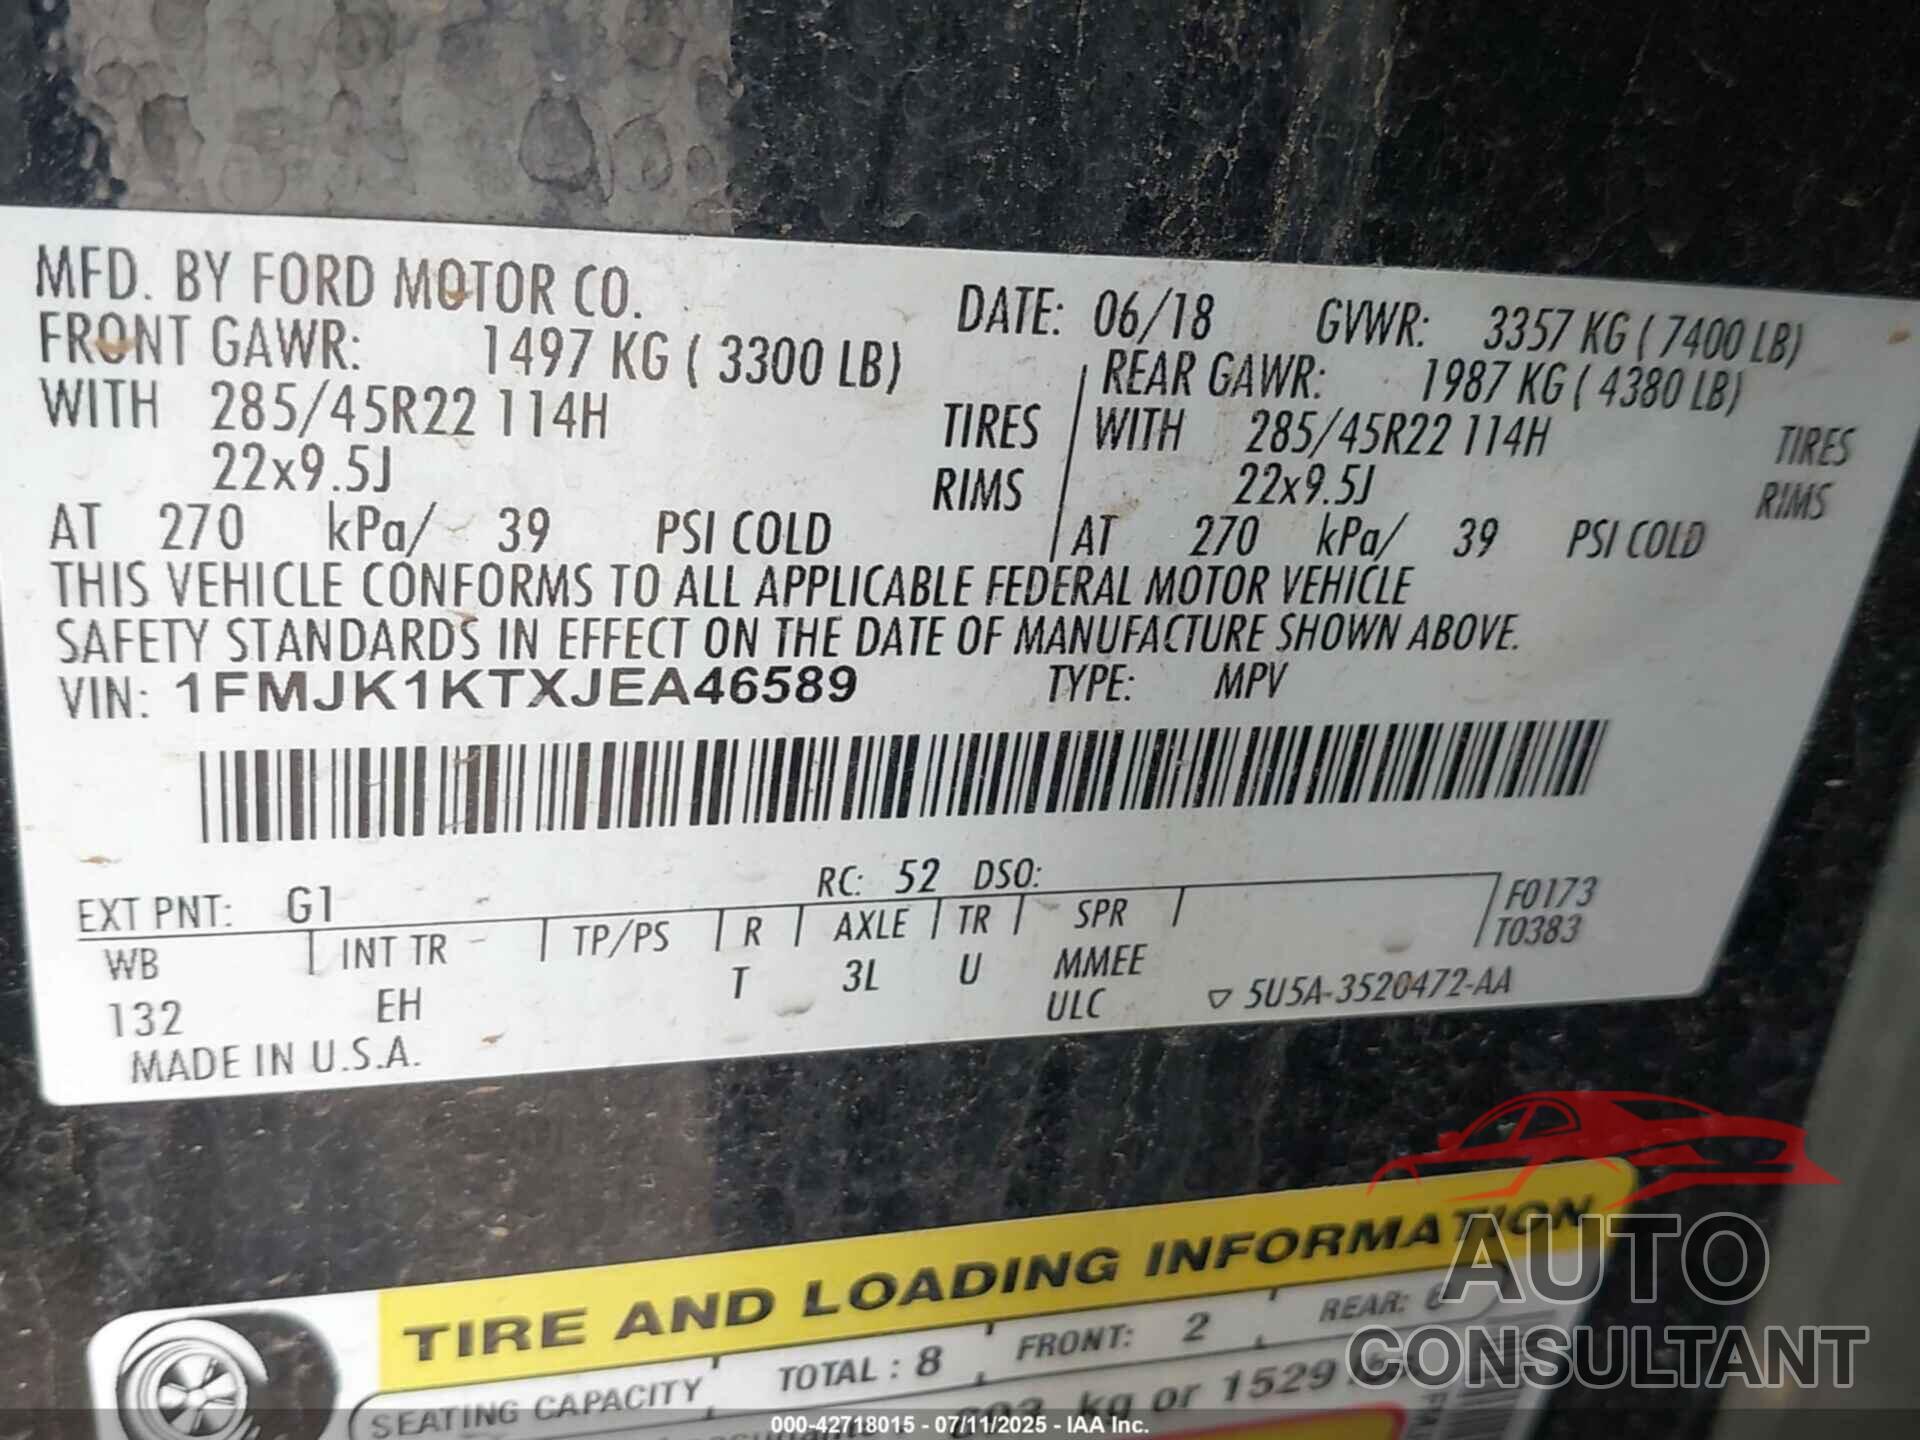 MFD. BY FORD MOTOR CO.
DATE: 06/18 GVWR: 3357 KG ( 7400 LB)
FRONT GAWR: 1497 KG ( 3300 LB)
REAR GAWR: 1987 KG ( 4380 LB)
WITH 285/45R22 114H TIRES
WITH 285/45R22 114H TIRES
22x9.5J RIMS
22x9.5J RIMS
AT 270 kPa/ 39 PSI COLD
AT 270 kPa/ 39 PSI COLD
THIS VEHICLE CONFORMS TO ALL APPLICABLE FEDERAL MOTOR VEHICLE
SAFETY STANDARDS IN EFFECT ON THE DATE OF MANUFACTURE SHOWN ABOVE.
VIN: 1FMJK1KTXJEA46589 TYPE: MPV
EXT PNT: G1 RC: 52 DSO:
WB INT TR TP/PS R AXLE TR SPR
F0173
T0383
132 EH T 3L U MMEE
ULC
5U5A-3520472-AA
MADE IN U.S.A.
TIRE AND LOADING INFORMATION
SEATING CAPACITY TOTAL : 8 FRONT: 2 REAR:
kg or 1529
AUTO
CONSULTANT
000-42718015 - 07/11/2025 - IAA Inc.